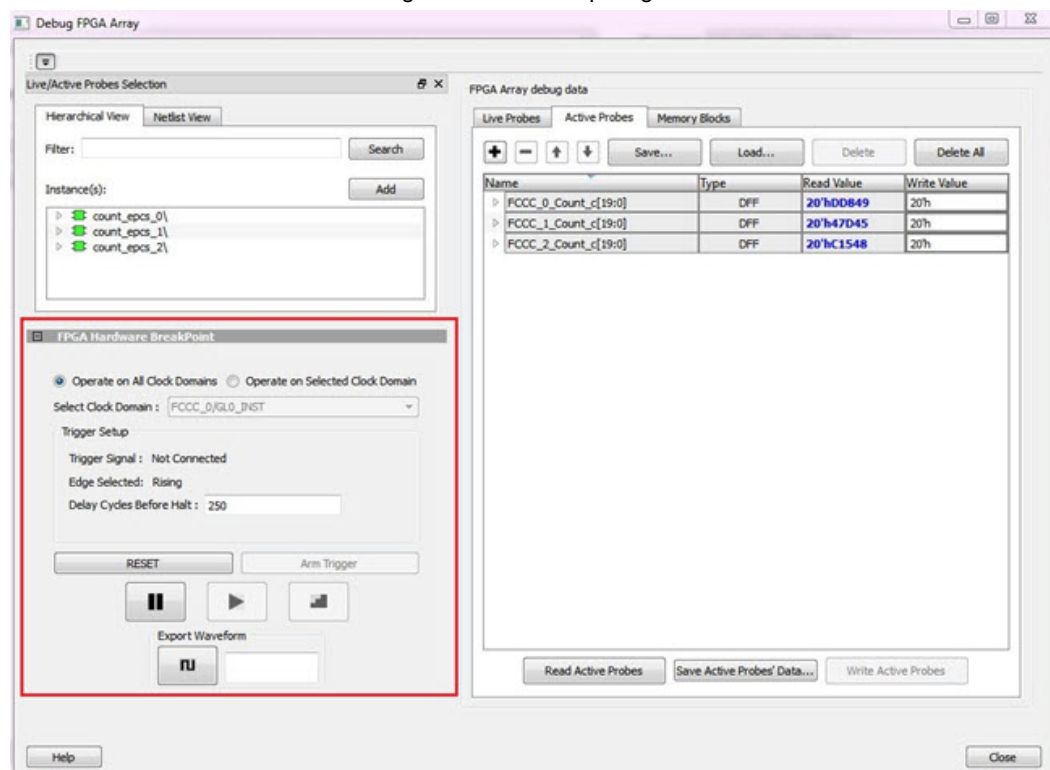 Debug FPGA Array
Live/Active Probes Selection
Hierarchical View Netlist View
Filter: Search
Instance(s): Add
count_epcs_0\
count_epcs_1\
count_epcs_2\
FPGA Hardware BreakPoint
Operate on All Clock Domains Operate on Selected Clock Domain
Select Clock Domain : FCCC_0/GL0_INST
Trigger Setup
Trigger Signal : Not Connected
Edge Selected: Rising
Delay Cycles Before Halt : 250
RESET Arm Trigger
Export Waveform
FPGA Array debug data
Live Probes Active Probes Memory Blocks
Save... Load... Delete Delete All
Name Type Read Value Write Value
FCCC_0_Count_c[19:0] DFF 20'hDD849 20'h
FCCC_1_Count_c[19:0] DFF 20'h47D45 20'h
FCCC_2_Count_c[19:0] DFF 20'hC1548 20'h
Read Active Probes Save Active Probes' Data... Write Active Probes
Help Close